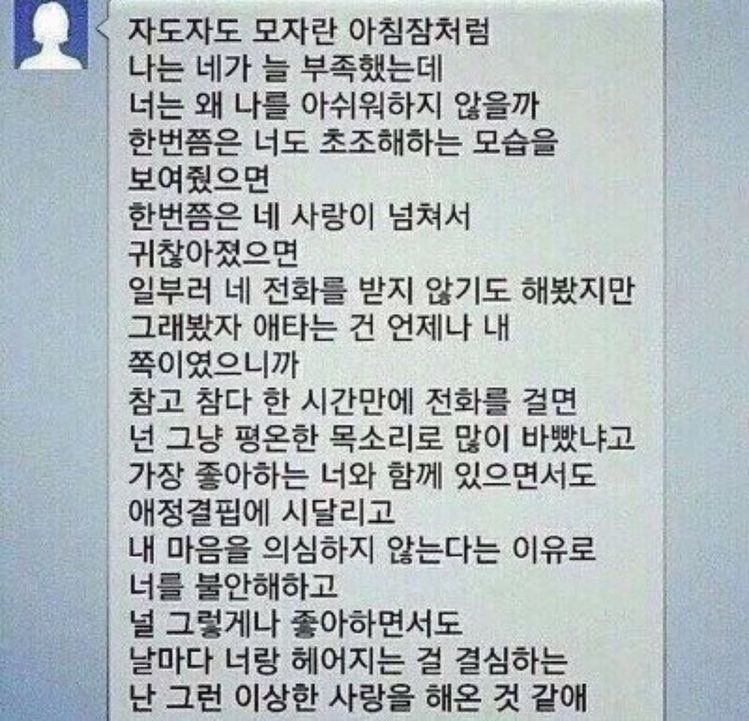 자도자도 모자란 아침잠처럼
나는 네가 늘 부족했는데
너는 왜 나를 아쉬워하지 않을까
한번쯤은 너도 초조해하는 모습을
보여줬으면
한번쯤은 네 사랑이 넘쳐서
귀찮아졌으면
일부러 네 전화를 받지 않기도 해봤지만
그래봤자 애타는 건 언제나 내
쪽이였으니까
참고 참다 한 시간만에 전화를 걸면
넌 그냥 평온한 목소리로 많이 바빴냐고
가장 좋아하는 너와 함께 있으면서도
애정결핍에 시달리고
내 마음을 의심하지 않는다는 이유로
너를 불안해하고
널 그렇게나 좋아하면서도
날마다 너랑 헤어지는 걸 결심하는
난 그런 이상한 사랑을 해온 것 같애